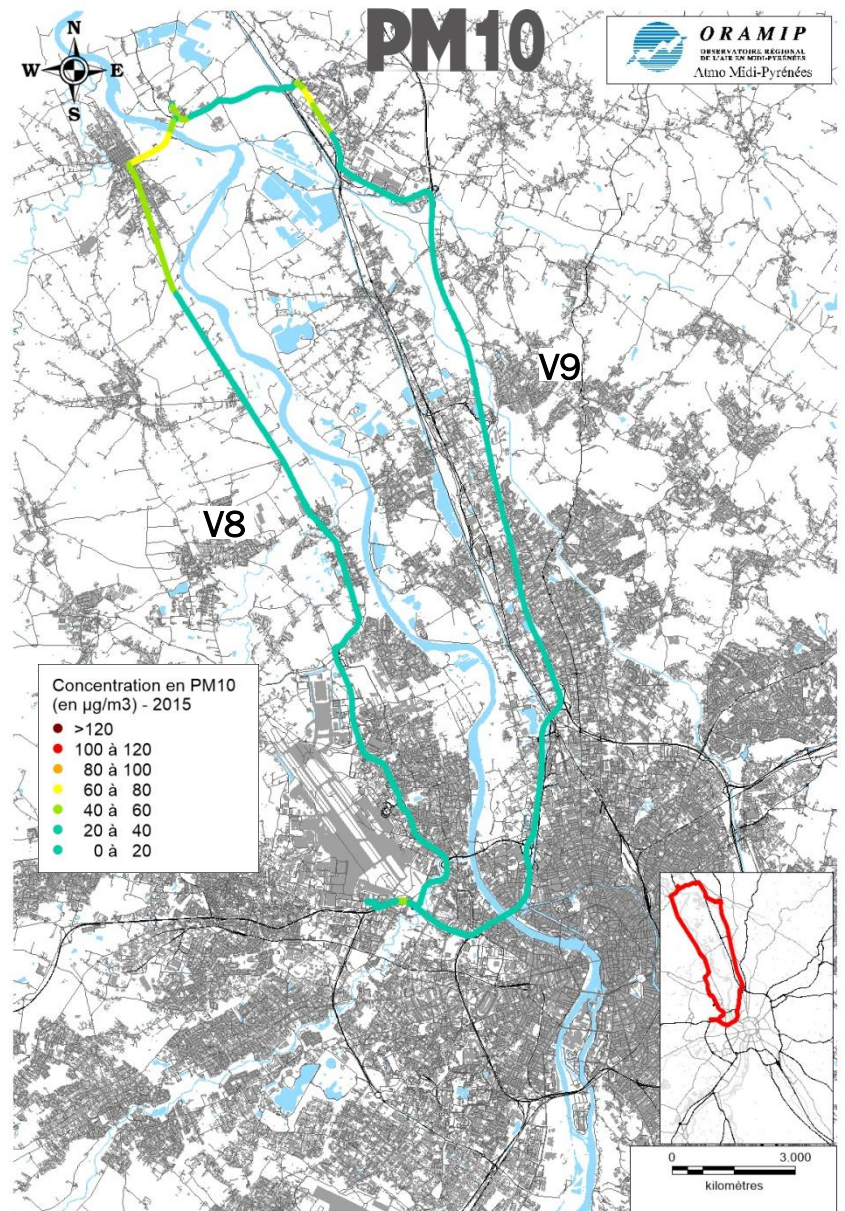 PM10
N
W E
S
ORAMIP
OBSERVATOIRE RÉGIONAL
DE L'AIR EN MIDI-PYRÉNÉES
Atmo Midi-Pyrénées
V9
V8
Concentration en PM10
(en µg/m3) - 2015
>120
100 à 120
80 à 100
60 à 80
40 à 60
20 à 40
0 à 20
0 3.000
kilomètres